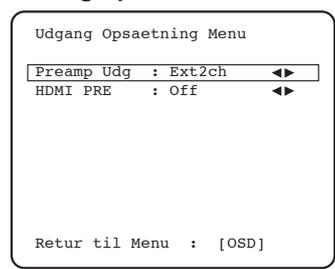 Udgang Opsaetning Menu
Preamp Udg : Ext2ch ◄►
HDMI PRE : Off ◄►
Retur til Menu : [OSD]